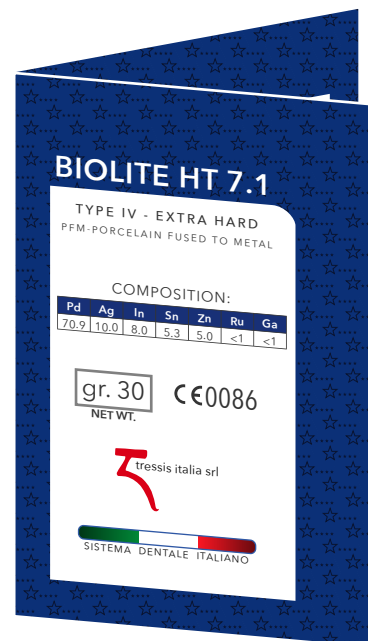 BIOLITE HT 7.1
TYPE IV - EXTRA HARD
PFM-PORCELAIN FUSED TO METAL
COMPOSITION:
Pd Ag In Sn Zn Ru Ga
70.9 10.0 8.0 5.3 5.0 <1 <1
gr. 30 CE0086
NET WT.
tressis italia srl
SISTEMA DENTALE ITALIANO